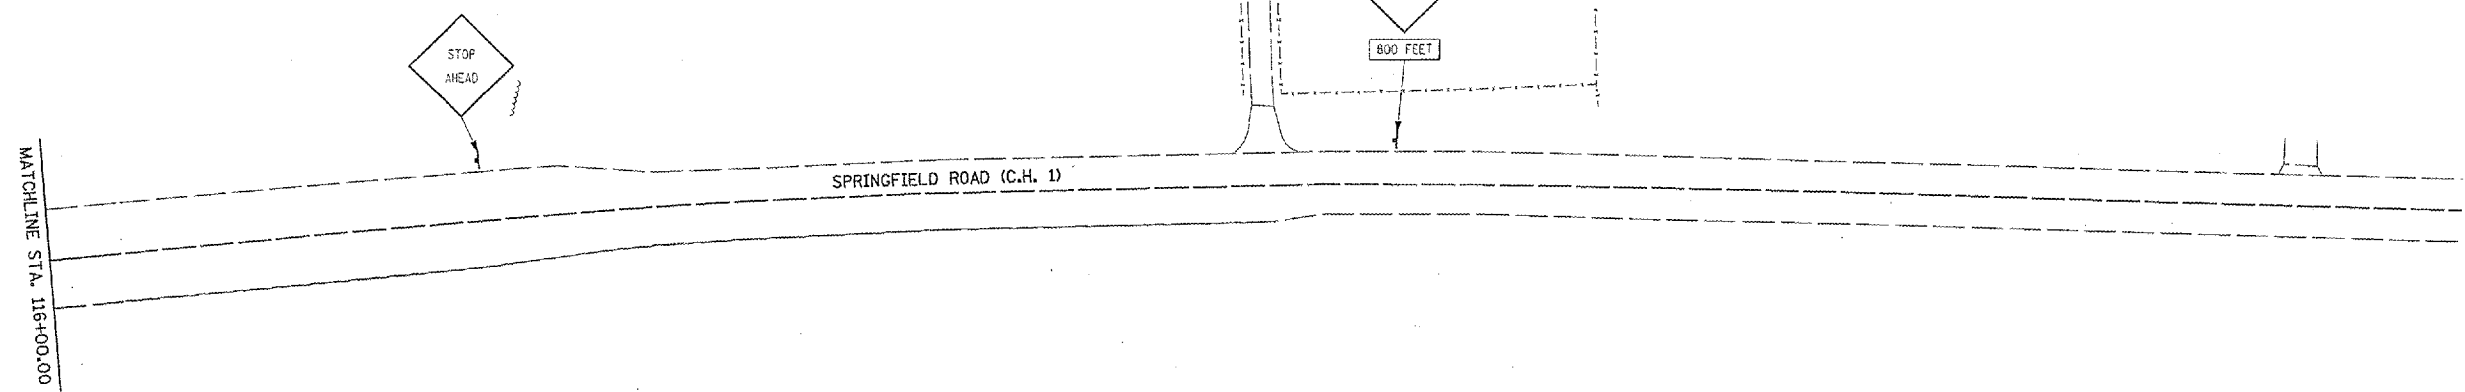 STOP
AHEAD
800 FEET
SPRINGFIELD ROAD (C.H. 1)
MATCHLINE STA. 116+00.00